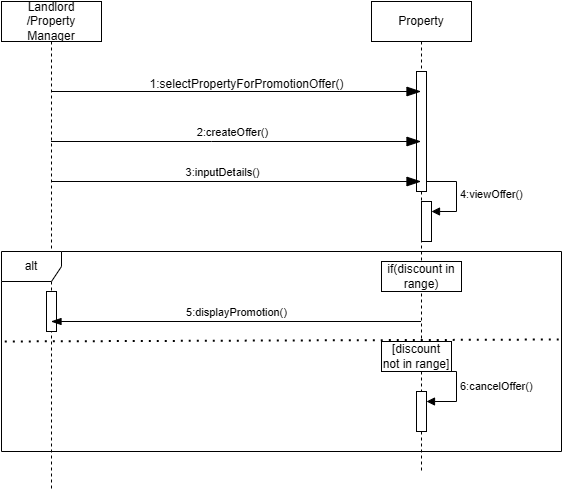 Landlord
/Property
Manager
Property
1:selectPropertyForPromotionOffer()
2:createOffer()
3:inputDetails()
4:viewOffer()
alt
if(discount in
range)
5:displayPromotion()
[discount
not in range]
6:cancelOffer()